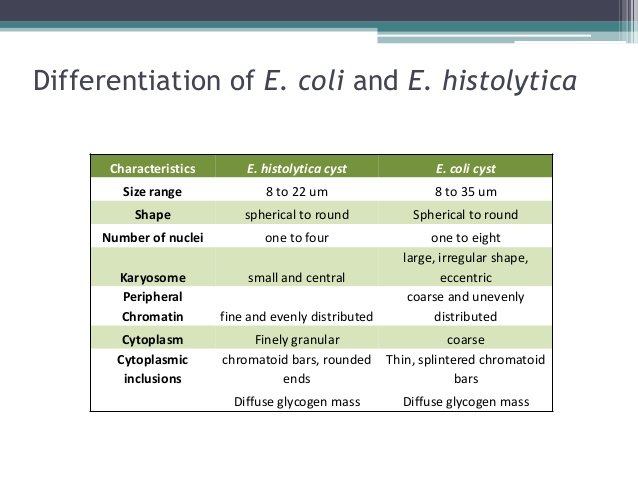 Differentiation of E. coli and E. histolytica
Characteristics E. histolytica cyst E. coli cyst
Size range 8 to 22 um 8 to 35 um
Shape spherical to round Spherical to round
Number of nuclei one to four one to eight
large, irregular shape,
Karyosome small and central eccentric
Peripheral coarse and unevenly
Chromatin fine and evenly distributed distributed
Cytoplasm Finely granular coarse
Cytoplasmic chromatoid bars, rounded Thin, splintered chromatoid
inclusions ends bars
Diffuse glycogen mass Diffuse glycogen mass